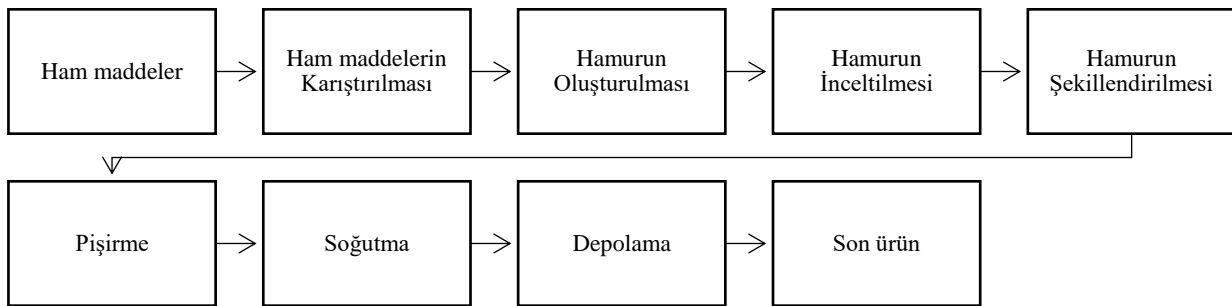 Ham maddeler
Ham maddelerin
Karıştırılması
Hamurun
Oluşturulması
Hamurun
İnceltilmesi
Hamurun
Şekillendirilmesi
Pişirme
Soğutma
Depolama
Son ürün